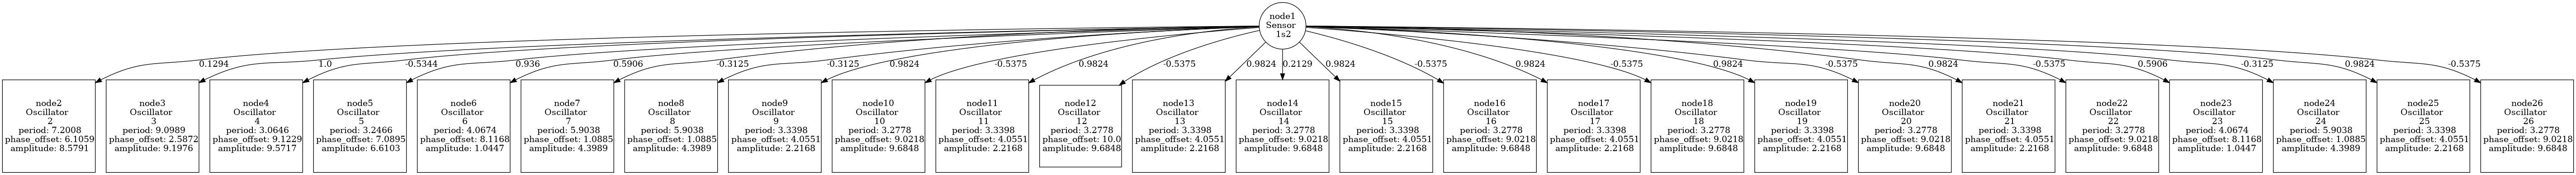 node1
Sensor
1s2
0.1294
1.0
-0.5344
0.936
0.5906
-0.3125
-0.3125
0.9824
-0.5375
0.9824
-0.5375
0.9824
0.2129
0.9824
-0.5375
0.9824
-0.5375
0.9824
-0.5375
0.9824
-0.5375
0.5906
-0.3125
0.9824
-0.5375
node2
Oscillator
2
period: 7.2008
phase_offset: 6.1059
amplitude: 8.5791
node3
Oscillator
3
period: 9.0989
phase_offset: 2.5872
amplitude: 9.1976
node4
Oscillator
4
period: 3.0646
phase_offset: 9.1229
amplitude: 9.5717
node5
Oscillator
5
period: 3.2466
phase_offset: 7.0895
amplitude: 6.6103
node6
Oscillator
6
period: 4.0674
phase_offset: 8.1168
amplitude: 1.0447
node7
Oscillator
7
period: 5.9038
phase_offset: 1.0885
amplitude: 4.3989
node8
Oscillator
8
period: 5.9038
phase_offset: 1.0885
amplitude: 4.3989
node9
Oscillator
9
period: 3.3398
phase_offset: 4.0551
amplitude: 2.2168
node10
Oscillator
10
period: 3.2778
phase_offset: 9.0218
amplitude: 9.6848
node11
Oscillator
11
period: 3.3398
phase_offset: 4.0551
amplitude: 2.2168
node12
Oscillator
12
period: 3.2778
phase_offset: 10.0
amplitude: 9.6848
node13
Oscillator
13
period: 3.3398
phase_offset: 4.0551
amplitude: 2.2168
node14
Oscillator
14
period: 3.2778
phase_offset: 9.0218
amplitude: 9.6848
node15
Oscillator
15
period: 3.3398
phase_offset: 4.0551
amplitude: 2.2168
node16
Oscillator
16
period: 3.2778
phase_offset: 9.0218
amplitude: 9.6848
node17
Oscillator
17
period: 3.3398
phase_offset: 4.0551
amplitude: 2.2168
node18
Oscillator
18
period: 3.2778
phase_offset: 9.0218
amplitude: 9.6848
node19
Oscillator
19
period: 3.3398
phase_offset: 4.0551
amplitude: 2.2168
node20
Oscillator
20
period: 3.2778
phase_offset: 9.0218
amplitude: 9.6848
node21
Oscillator
21
period: 3.3398
phase_offset: 4.0551
amplitude: 2.2168
node22
Oscillator
22
period: 3.2778
phase_offset: 9.0218
amplitude: 9.6848
node23
Oscillator
23
period: 4.0674
phase_offset: 8.1168
amplitude: 1.0447
node24
Oscillator
24
period: 5.9038
phase_offset: 1.0885
amplitude: 4.3989
node25
Oscillator
25
period: 3.3398
phase_offset: 4.0551
amplitude: 2.2168
node26
Oscillator
26
period: 3.2778
phase_offset: 9.0218
amplitude: 9.6848